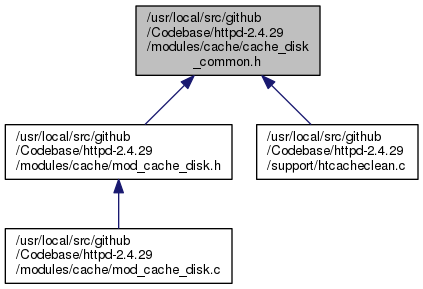 /usr/local/src/github
/Codebase/httpd-2.4.29
/modules/cache/cache_disk
_common.h
/usr/local/src/github
/Codebase/httpd-2.4.29
/modules/cache/mod_cache_disk.h
/usr/local/src/github
/Codebase/httpd-2.4.29
/support/htcacheclean.c
/usr/local/src/github
/Codebase/httpd-2.4.29
/modules/cache/mod_cache_disk.c